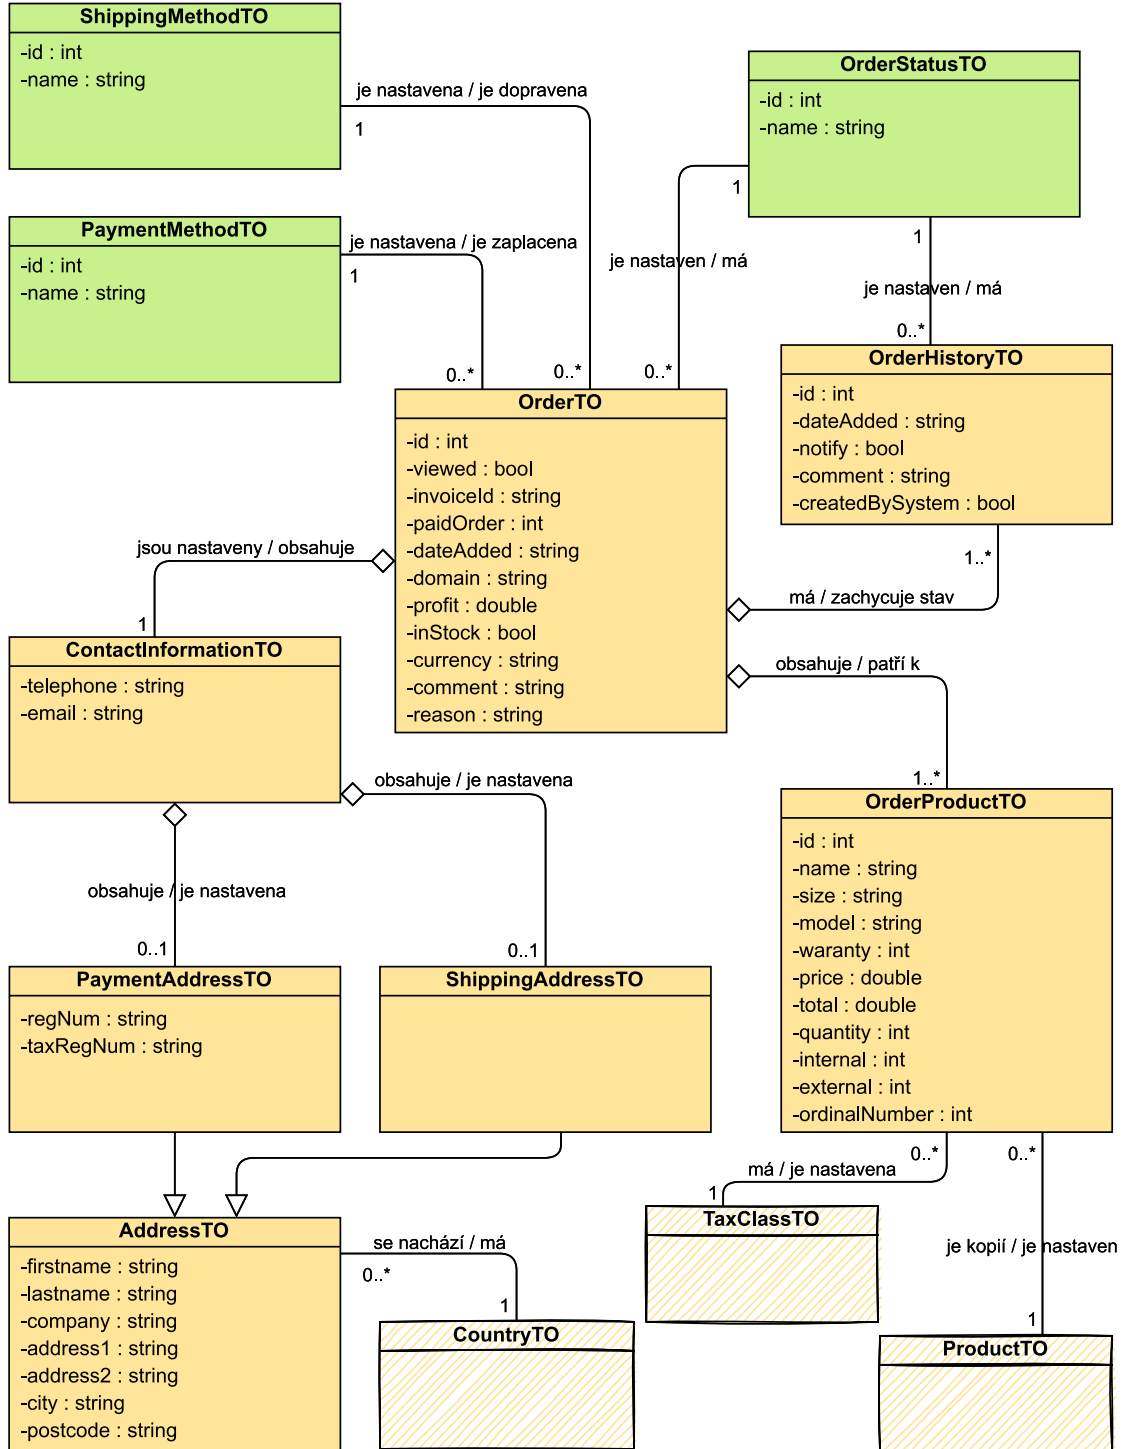 ShippingMethodTO
-id : int
-name : string
je nastavena / je dopravena
1
OrderStatusTO
-id : int
-name : string
1
PaymentMethodTO
-id : int
-name : string
je nastavena / je zaplacena
1
je nastaven / má
1
je nastaven / má
0..*
0..*
0..*
0..*
OrderHistoryTO
-id : int
-dateAdded : string
-notify : bool
-comment : string
-createdBySystem : bool
OrderTO
-id : int
-viewed : bool
-invoiceId : string
-paidOrder : int
-dateAdded : string
-domain : string
-profit : double
-inStock : bool
-currency : string
-comment : string
-reason : string
jsou nastaveny / obsahuje
1
1..*
má / zachycuje stav
obsahuje / patří k
1..*
ContactInformationTO
-telephone : string
-email : string
obsahuje / je nastavena
obsahuje / je nastavena
0..1
0..1
OrderProductTO
-id : int
-name : string
-size : string
-model : string
-waranty : int
-price : double
-total : double
-quantity : int
-internal : int
-external : int
-ordinalNumber : int
PaymentAddressTO
-regNum : string
-taxRegNum : string
ShippingAddressTO
0..*
0..*
má / je nastavena
1
TaxClassTO
je kopií / je nastaven
1
AddressTO
-firstname : string
-lastname : string
-company : string
-address1 : string
-address2 : string
-city : string
-postcode : string
se nachází / má
0..*
1
CountryTO
ProductTO